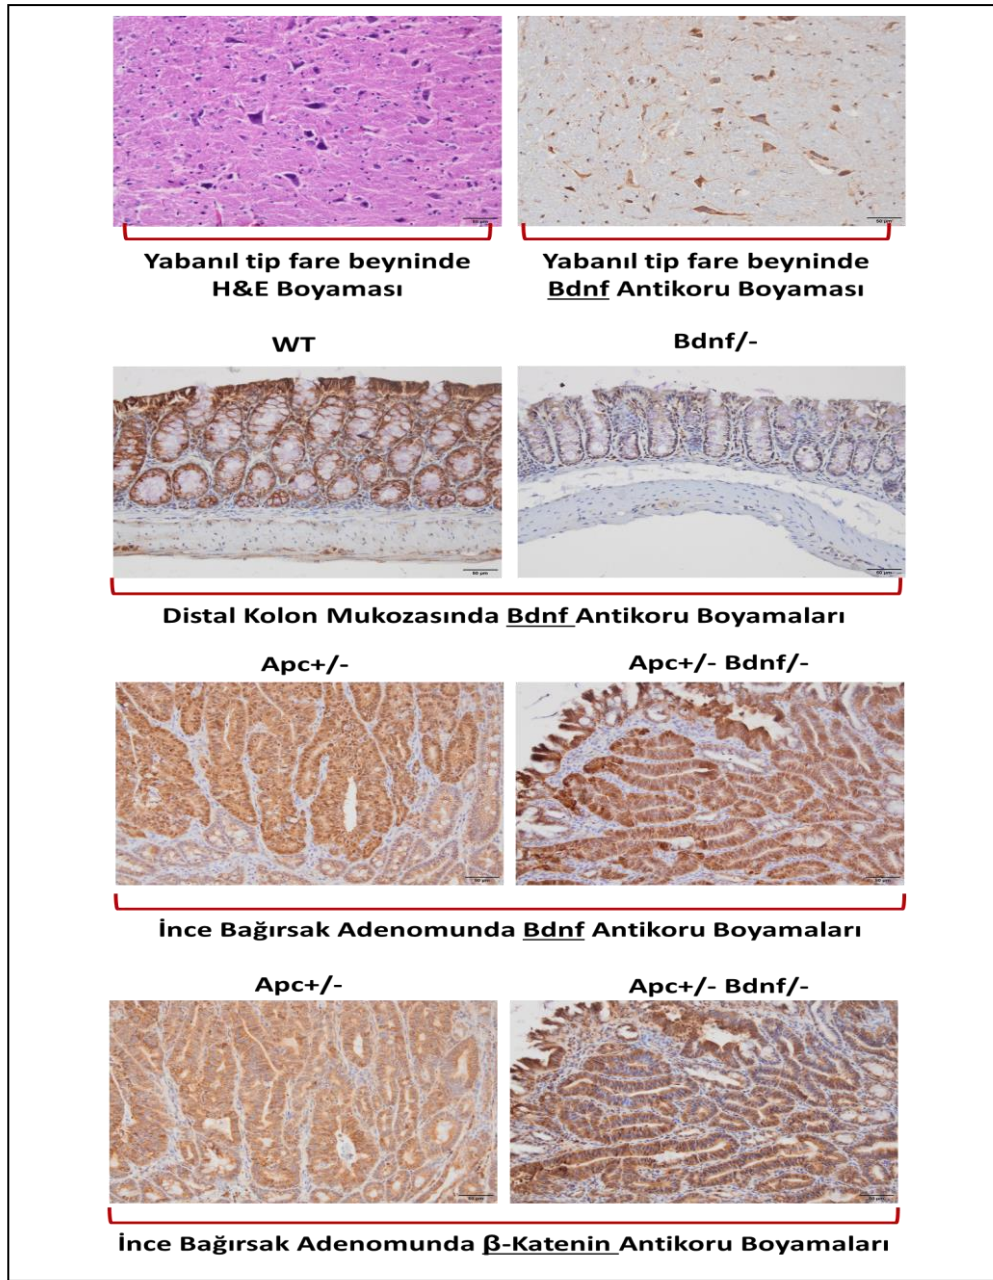 Yabanıl tip fare beyninde
H&E Boyaması
Yabanıl tip fare beyninde
Bdnf Antikoru Boyaması
WT
Bdnf/-
Distal Kolon Mukozasında Bdnf Antikoru Boyamaları
Apc+/-
Apc+/- Bdnf/-
İnce Bağırsak Adenomunda Bdnf Antikoru Boyamaları
Apc+/-
Apc+/- Bdnf/-
İnce Bağırsak Adenomunda β-Katenin Antikoru Boyamaları